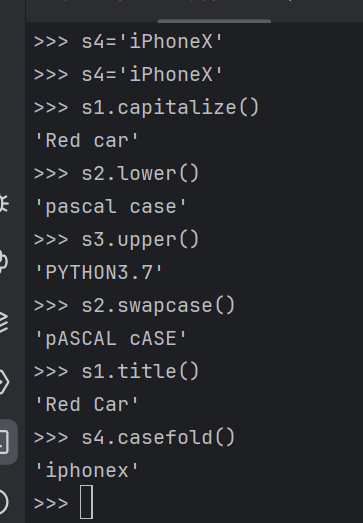 >>> s4='iPhoneX'
>>> s4='iPhoneX'
>>> s1.capitalize()
'Red car'
>>> s2.lower()
'pascal case'
>>> s3.upper()
'PYTHON3.7'
>>> s2.swapcase()
'pASCAL cASE'
>>> s1.title()
'Red Car'
>>> s4.casefold()
'iphonex'
>>>